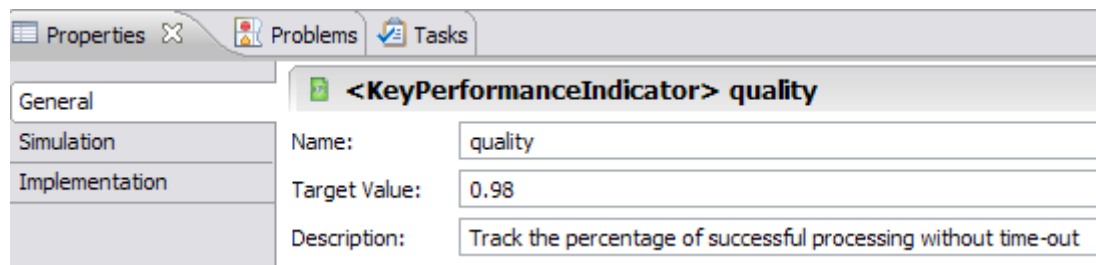 Properties Problems Tasks
General
Simulation
Implementation
<KeyPerformanceIndicator> quality
Name: quality
Target Value: 0.98
Description: Track the percentage of successful processing without time-out